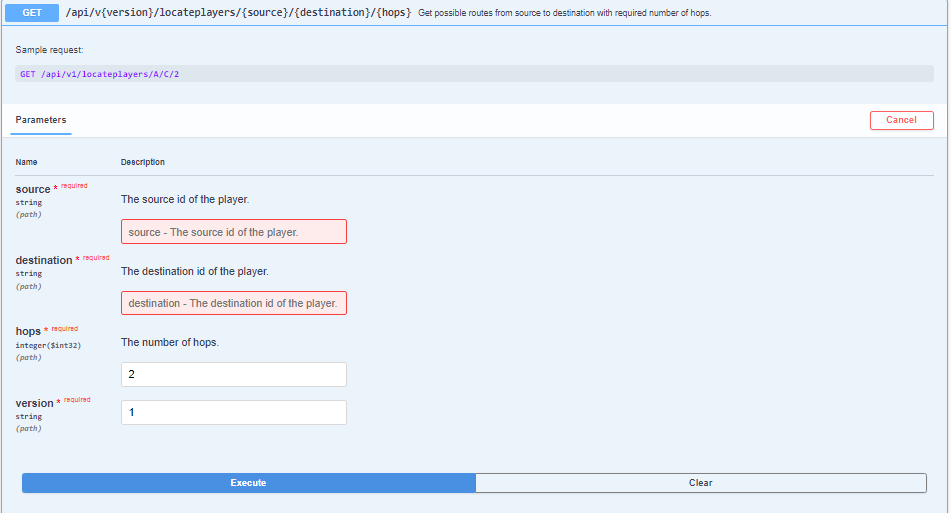 GET /api/v{version}/locateplayers/{source}/{destination}/{hops} Get possible routes from source to destination with required number of hops.
Sample request:
GET /api/v1/locateplayers/A/C/2
Parameters
Cancel
Name Description
source * required
string
(path)
The source id of the player.
source - The source id of the player.
destination * required
string
(path)
The destination id of the player.
destination - The destination id of the player.
hops * required
integer($int32)
(path)
The number of hops.
2
version * required
string
(path)
1
Execute
Clear